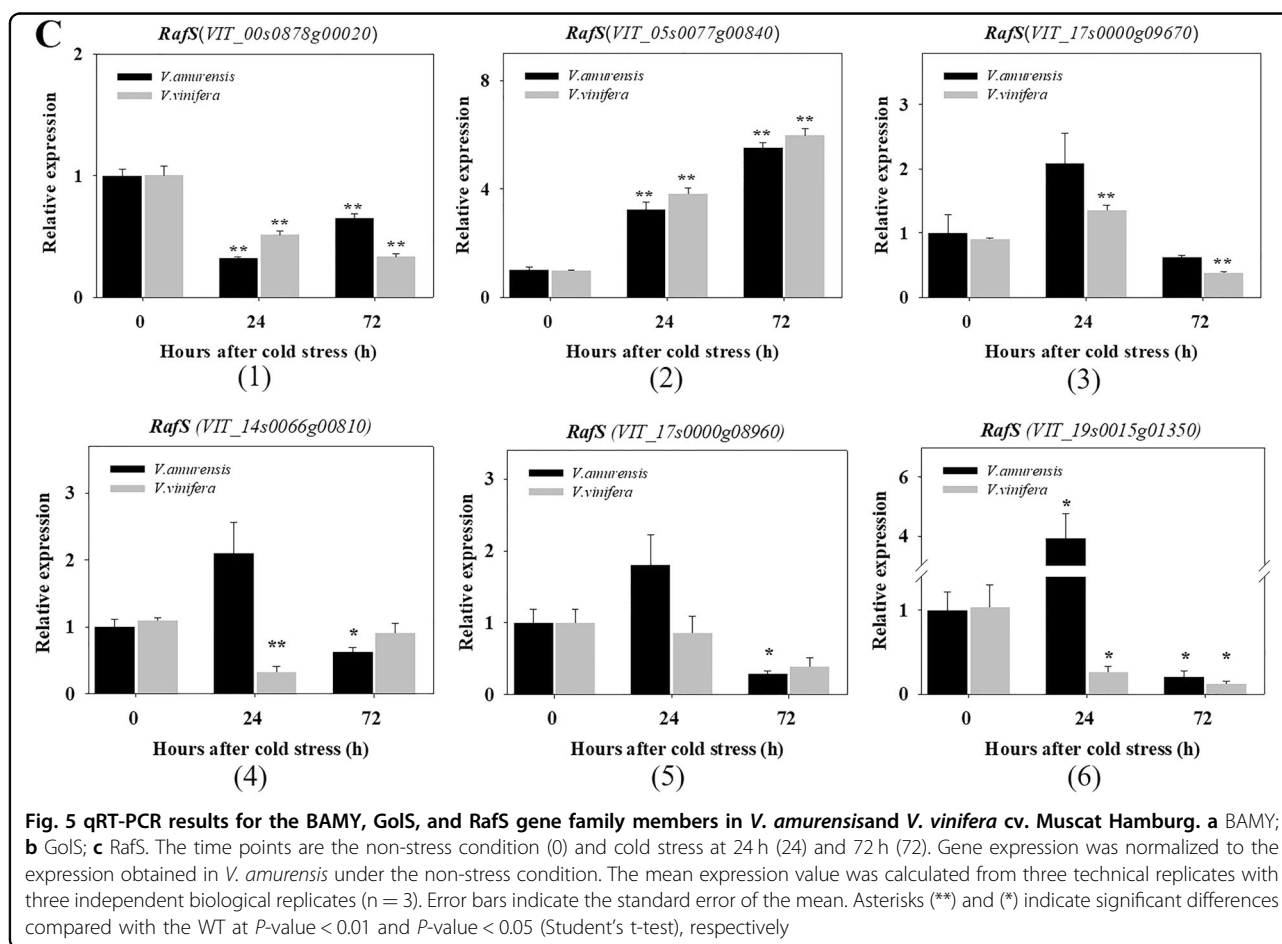 C
RafS(VIT_00s0878g00020)
2
1
0
Relative expression
V.amurensis
V.vinifera
** ** ** **
0 24 72
Hours after cold stress (h)
(1)
RafS(VIT_05s0077g00840)
8
4
0
Relative expression
V.amurensis
V.vinifera
** ** ** **
0 24 72
Hours after cold stress (h)
(2)
RafS(VIT_17s0000g09670)
3
2
1
0
Relative expression
V.amurensis
V.vinifera
** **
0 24 72
Hours after cold stress (h)
(3)
RafS (VIT_14s0066g00810)
3
2
1
0
Relative expression
V.amurensis
V.vinifera
** *
0 24 72
Hours after cold stress (h)
(4)
RafS (VIT_17s0000g08960)
3
2
1
0
Relative expression
V.amurensis
V.vinifera
*
0 24 72
Hours after cold stress (h)
(5)
RafS (VIT_19s0015g01350)
6
4
1
0
Relative expression
V.amurensis
V.vinifera
* * * *
0 24 72
Hours after cold stress (h)
(6)
Fig. 5 qRT-PCR results for the BAMY, GolS, and RafS gene family members in V. amurensisand V. vinifera cv. Muscat Hamburg. a BAMY;
b GolS; c RafS. The time points are the non-stress condition (0) and cold stress at 24 h (24) and 72 h (72). Gene expression was normalized to the
expression obtained in V. amurensis under the non-stress condition. The mean expression value was calculated from three technical replicates with
three independent biological replicates (n = 3). Error bars indicate the standard error of the mean. Asterisks (**) and (*) indicate significant differences
compared with the WT at P-value < 0.01 and P-value < 0.05 (Student's t-test), respectively